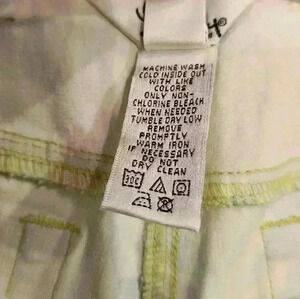 MACHINE WASH
COLD INSIDE OUT
WITH LIKE
COLORS
ONLY NON-
CHLORINE BLEACH
WHEN NEEDED
TUMBLE DRY LOW
REMOVE
PROMPTLY
WARM IRON
IF NECESSARY
DO NOT
DRY CLEAN
30C